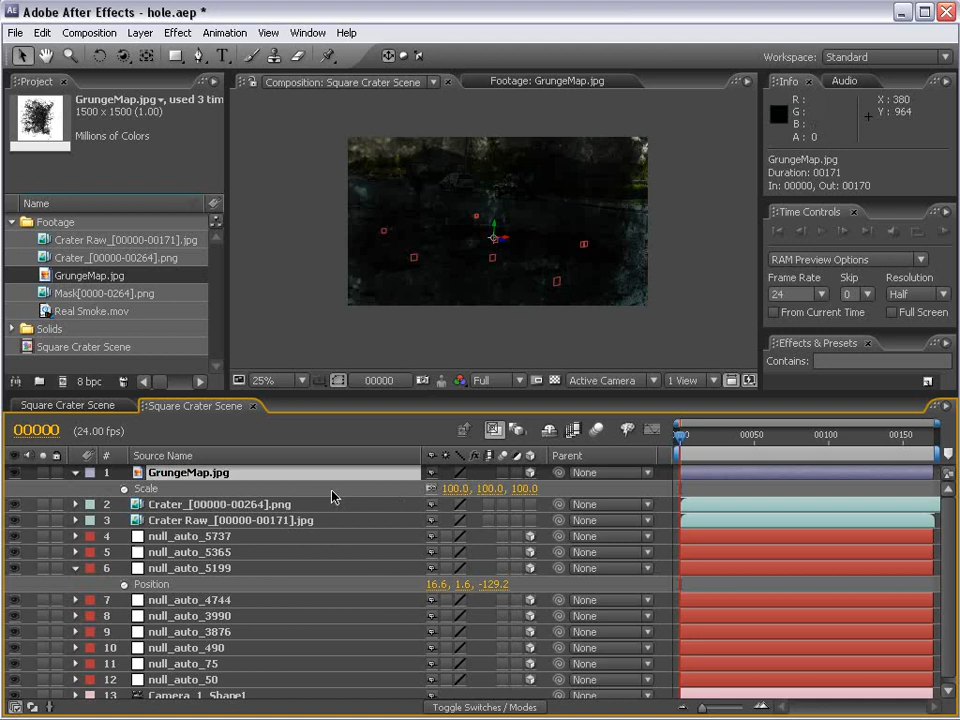 Adobe After Effects - hole.aep *
File Edit Composition Layer Effect Animation View Window Help
Workspace: Standard
Project
Composition: Square Crater Scene
Footage: GrungeMap.jpg
Info
Audio
GrungeMap.jpg, used 3 tim
1500 x 1500 (1.00)
Millions of Colors
R :
G :
B :
A : 0
X : 380
Y : 964
GrungeMap.jpg
Duration: 00171
In: 00000, Out: 00170
Name
Footage
Crater Raw_[00000-00171].jpg
Crater_[00000-00264].png
GrungeMap.jpg
Mask[0000-0264].png
Real Smoke.mov
Solids
Square Crater Scene
Time Controls
RAM Preview Options
Frame Rate Skip Resolution
24 0 Half
From Current Time Full Screen
Effects & Presets
Contains:
8 bpc
25% 00000 Full Active Camera 1 View
Square Crater Scene
Square Crater Scene
00000 (24.00 fps)
00050 00100 00150
# Source Name Parent
1 GrungeMap.jpg None
Scale 100.0, 100.0, 100.0
2 Crater_[00000-00264].png None
3 Crater Raw_[00000-00171].jpg None
4 null_auto_5737 None
5 null_auto_5365 None
6 null_auto_5199 None
Position 16.6, 1.6, -129.2
7 null_auto_4744 None
8 null_auto_3990 None
9 null_auto_3876 None
10 null_auto_490 None
11 null_auto_75 None
12 null_auto_50 None
13 Camera_1_Shape1
Toggle Switches / Modes